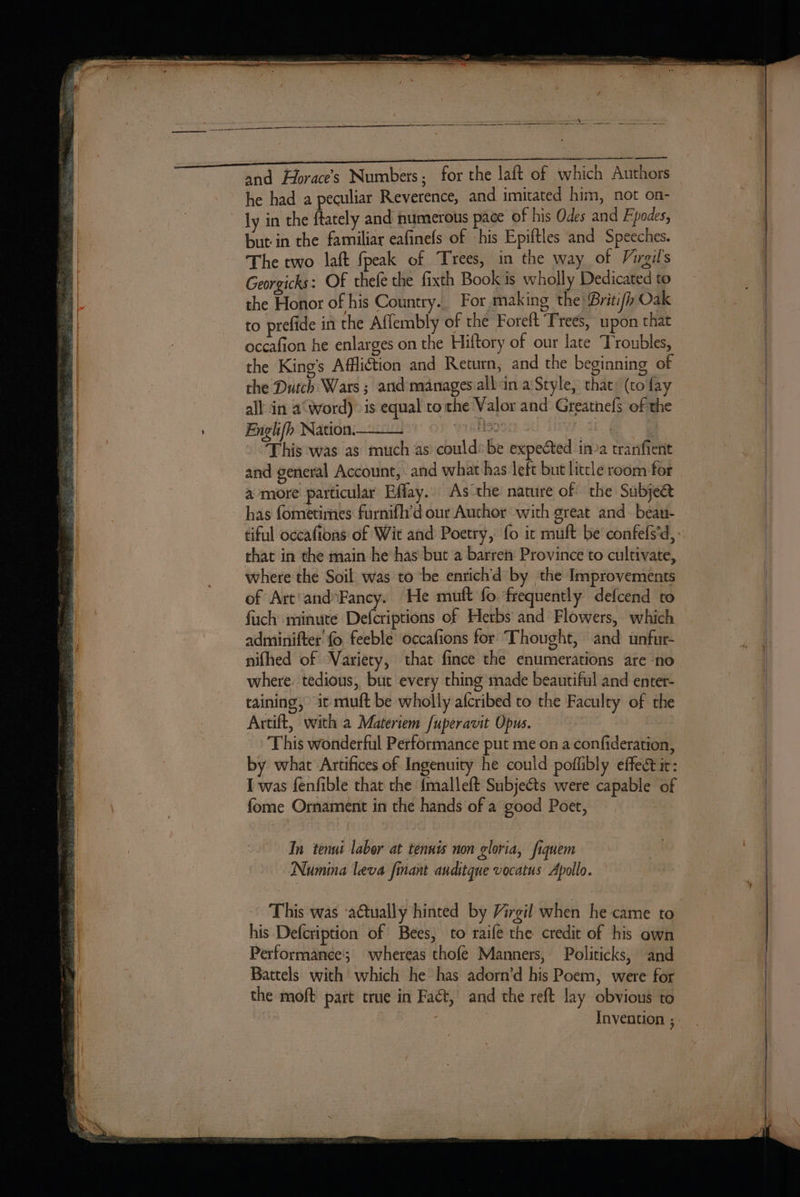 and Horace's Numbers; for the laſt of which Authors
he had a peculiar Reverence, and imitated him, not on-
ly in the ſtately and numerous pace of his Odes and Epodes,
but in the familiar eaſineſs of his Epiſtles and Speeches.
The two laſt ſpeak of Trees, in the way of Virgil's
Georgicks: Of theſe the ſixth Book is wholly Dedicated to
the Honor of his Country. For making the Britiſh Oak
to preſide in the Aſſembly of the Foreſt Trees, upon that
occaſion he enlarges on the Hiſtory of our late Troubles,
the King's Affliction and Return, and the beginning of
the Dutch Wars; and manages all in a Style, that (to ſay
all in a word) is equal to the Valor and Greatneſs of the
Engliſh Nation.———
This was as much as could be expected in a tranſient
and general Account, and what has left but little room for
a more particular Eſſay. As the nature of the Subject
has ſometimes furniſh'd our Author with great and beau-
tiful occaſions of Wit and Poetry, ſo it muſt be confeſs'd,
that in the main he has but a barren Province to cultivate,
where the Soil was to be enrich'd by the Improvements
of Art and Fancy. He muſt ſo frequently deſcend to
ſuch minute Deſcriptions of Herbs and Flowers, which
adminiſter ſo feeble occaſions for Thought, and unfur-
niſhed of Variety, that ſince the enumerations are no
where tedious, but every thing made beautiful and enter-
taining, it muſt be wholly aſcribed to the Faculty of the
Artiſt, with a Materiem ſuperavit Opus.
This wonderful Performance put me on a conſideration,
by what Artifices of Ingenuity he could poſſibly effect it:
I was ſenſible that the ſmalleſt Subjects were capable of
ſome Ornament in the hands of a good Poet,
In tenui labor at tenuis non gloria, ſiquem
Numina leva ſinant auditque vocatus Apollo.
This was actually hinted by Virgil when he came to
his Deſcription of Bees, to raiſe the credit of his own
Performance; whereas thoſe Manners, Politicks, and
Battels with which he has adorn'd his Poem, were for
the moſt part true in Fact, and the reſt lay obvious to
Invention;